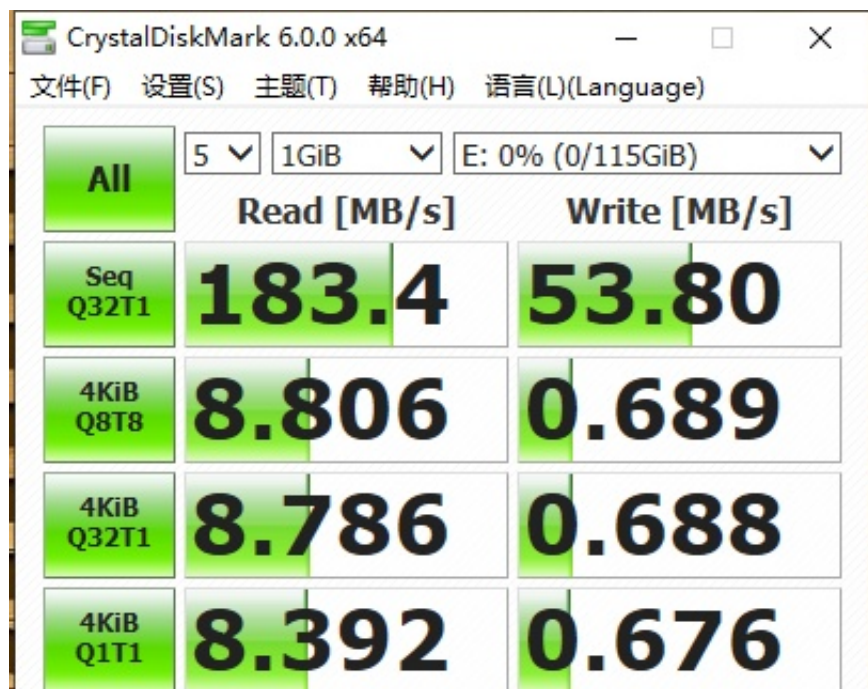 CrystalDiskMark 6.0.0 x64
文件(F) 设置(S) 主题(T) 帮助(H) 语言(L)(Language)
All 5 1GiB E: 0% (0/115GiB)
Read [MB/s] Write [MB/s]
Seq
Q32T1 183.4 53.80
4KiB
Q8T8 8.806 0.689
4KiB
Q32T1 8.786 0.688
4KiB
Q1T1 8.392 0.676